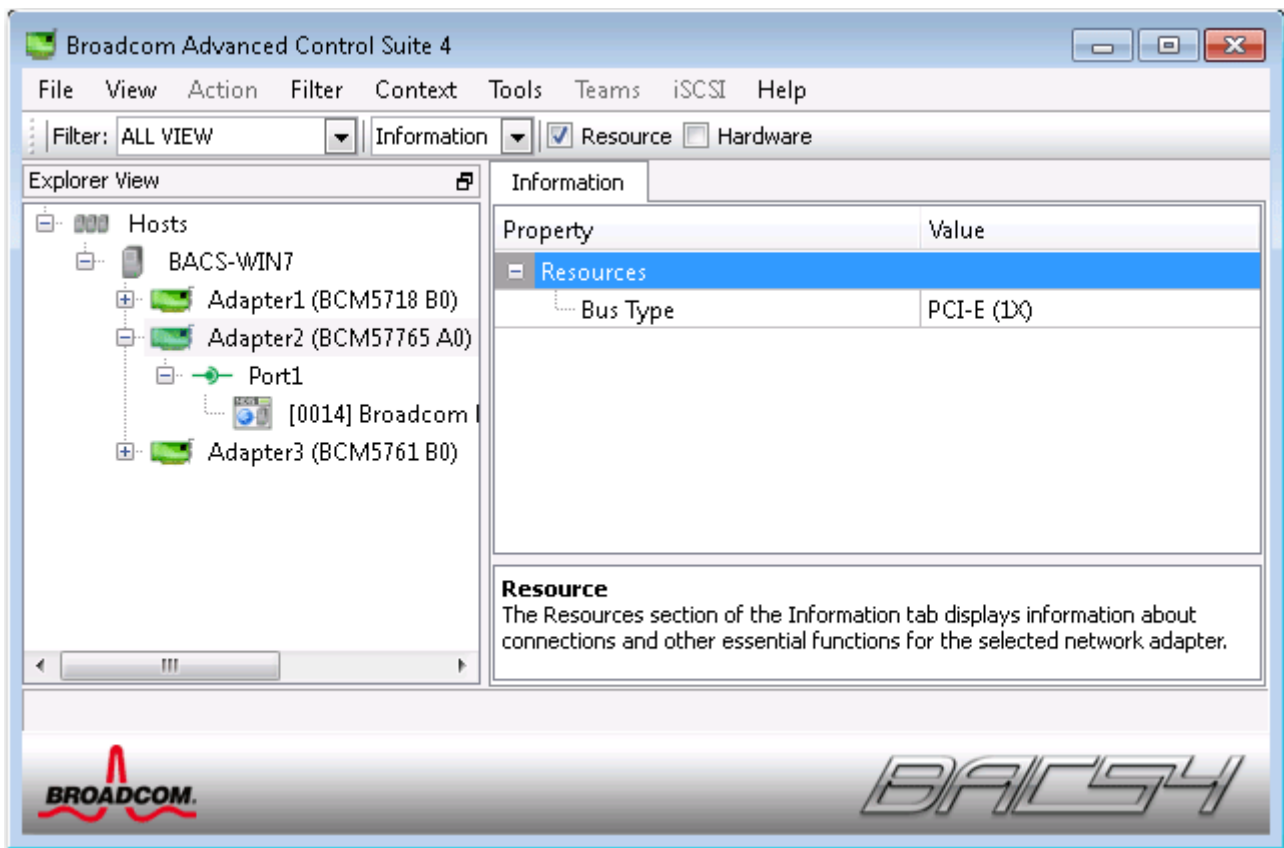 Broadcom Advanced Control Suite 4
File View Action Filter Context Tools Teams iSCSI Help
Filter: ALL VIEW Information Resource Hardware
Explorer View
Hosts
BACS-WIN7
Adapter1 (BCM5718 B0)
Adapter2 (BCM57765 A0)
Port1
[0014] Broadcom
Adapter3 (BCM5761 B0)
Information
Property Value
Resources
Bus Type PCI-E (1X)
Resource
The Resources section of the Information tab displays information about
connections and other essential functions for the selected network adapter.
BROADCOM.
BACS4